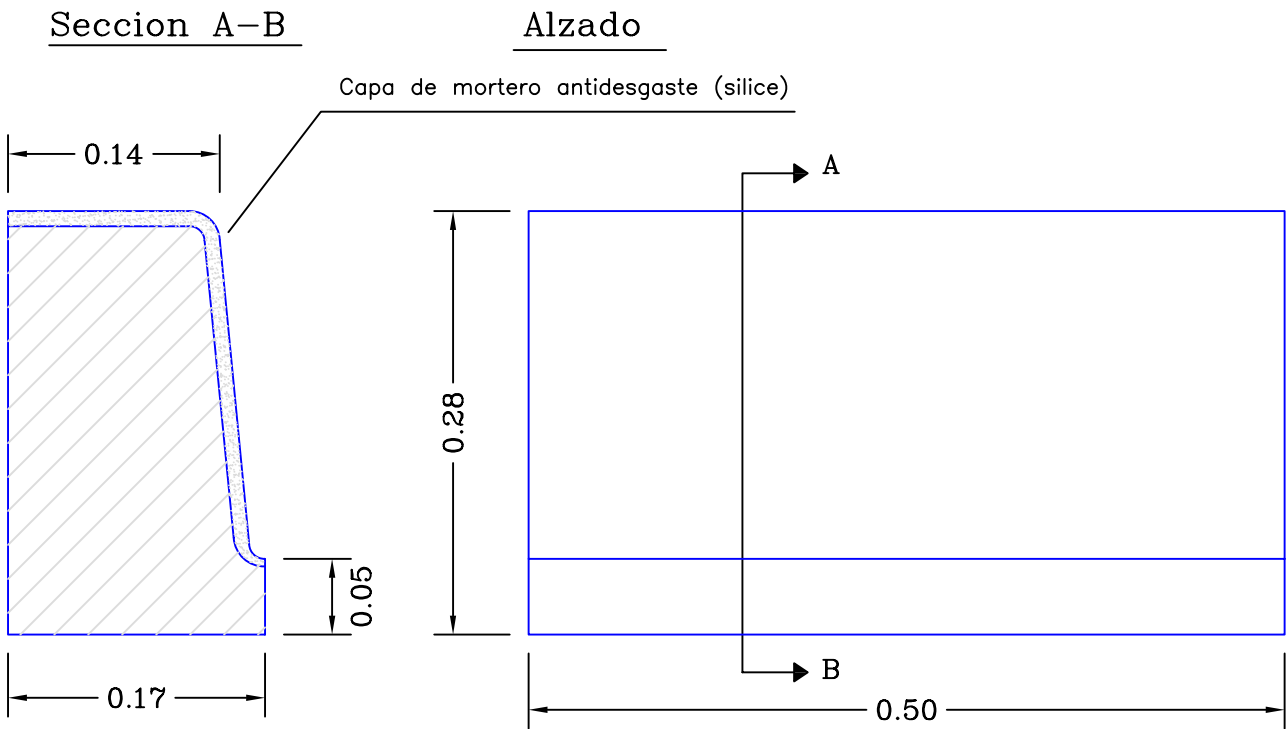 Seccion A-B
Alzado
Capa de mortero antidesgaste (silice)
0.14
A
0.28
0.05
B
0.17
0.50